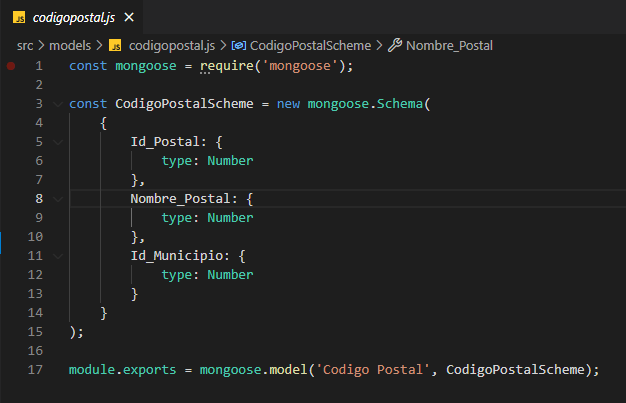 JS codigopostal.js ×
src > models > JS codigopostal.js > CodigoPostalScheme > Nombre_Postal
1 const mongoose = require('mongoose');
2
3 const CodigoPostalScheme = new mongoose.Schema(
4 {
5 Id_Postal: {
6 type: Number
7 },
8 Nombre_Postal: {
9 type: Number
10 },
11 Id_Municipio: {
12 type: Number
13 }
14 }
15 );
16
17 module.exports = mongoose.model('Codigo Postal', CodigoPostalScheme);